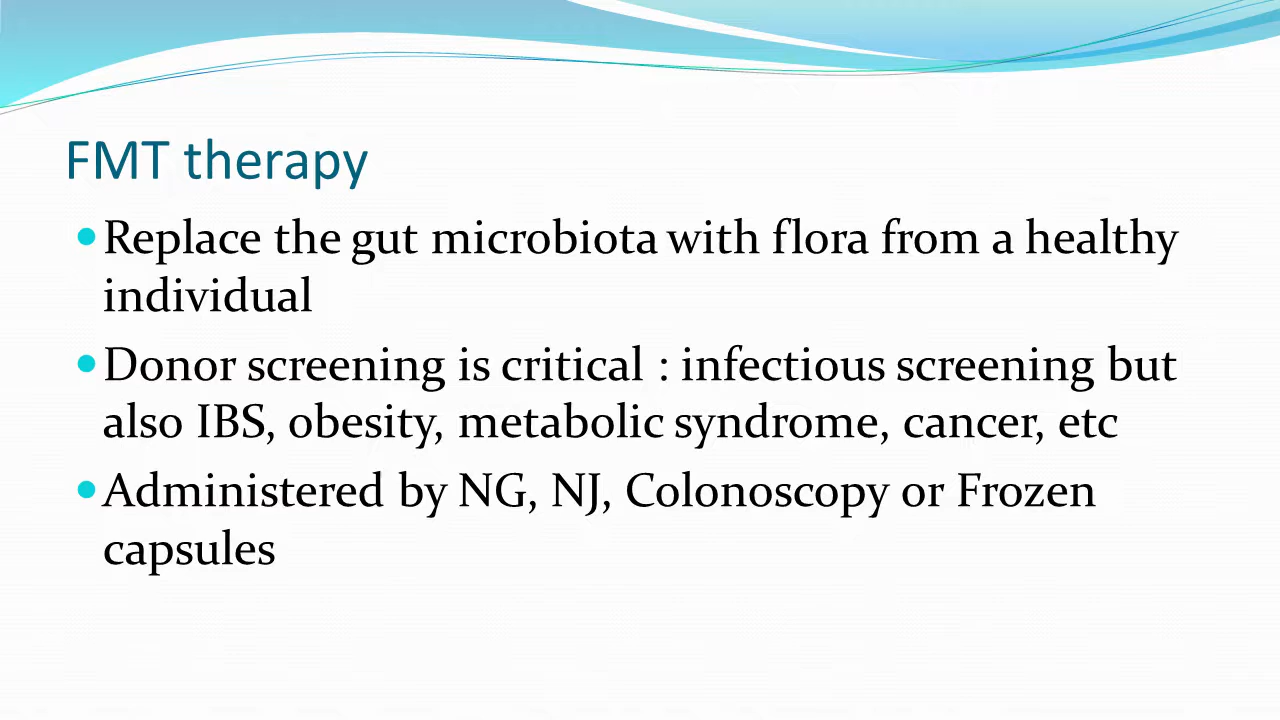 FMT therapy
•Replace the gut microbiota with flora from a healthy
individual
•Donor screening is critical : infectious screening but
also IBS, obesity, metabolic syndrome, cancer, etc
•Administered by NG, NJ, Colonoscopy or Frozen
capsules